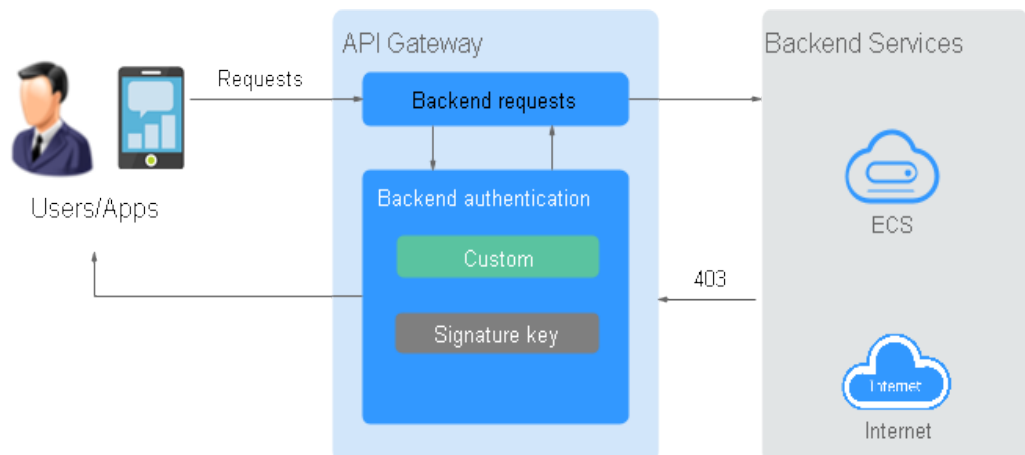 API Gateway
Backend Services
Requests
Backend requests
Backend authentication
Users/Apps
Custom
ECS
403
Signature key
Internet
Internet